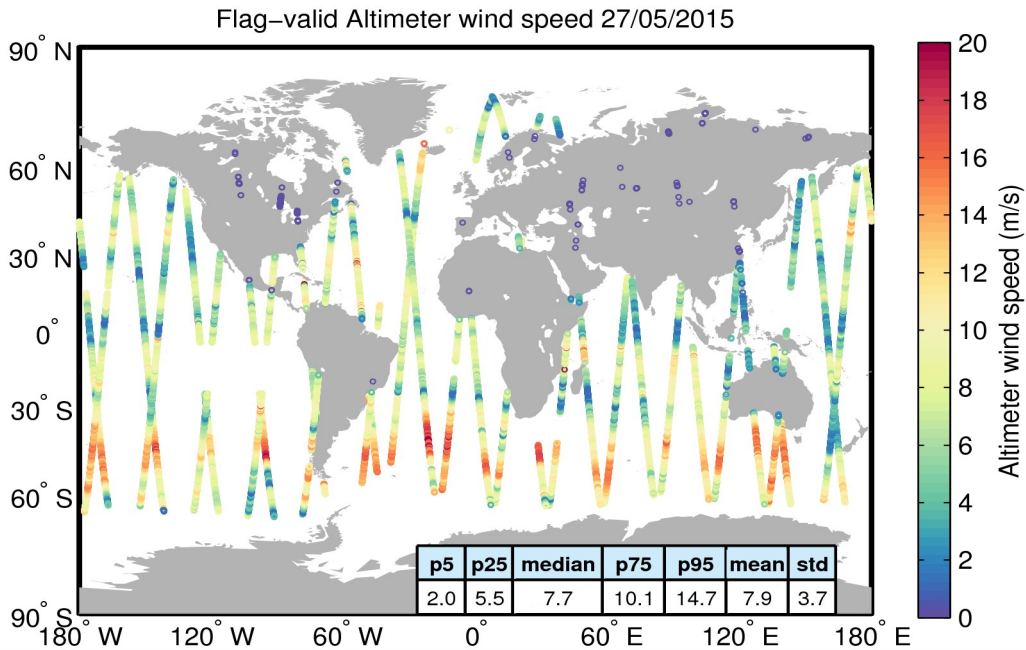 Flag−valid Altimeter wind speed 27/05/2015
90° N
60° N
30° N
0°
30° S
60° S
90° S
180° W
120° W
60° W
0°
60° E
120° E
180° E
20
18
16
14
12
10
8
6
4
2
0
Altimeter wind speed (m/s)
p5 p25 median p75 p95 mean std
2.0 5.5 7.7 10.1 14.7 7.9 3.7